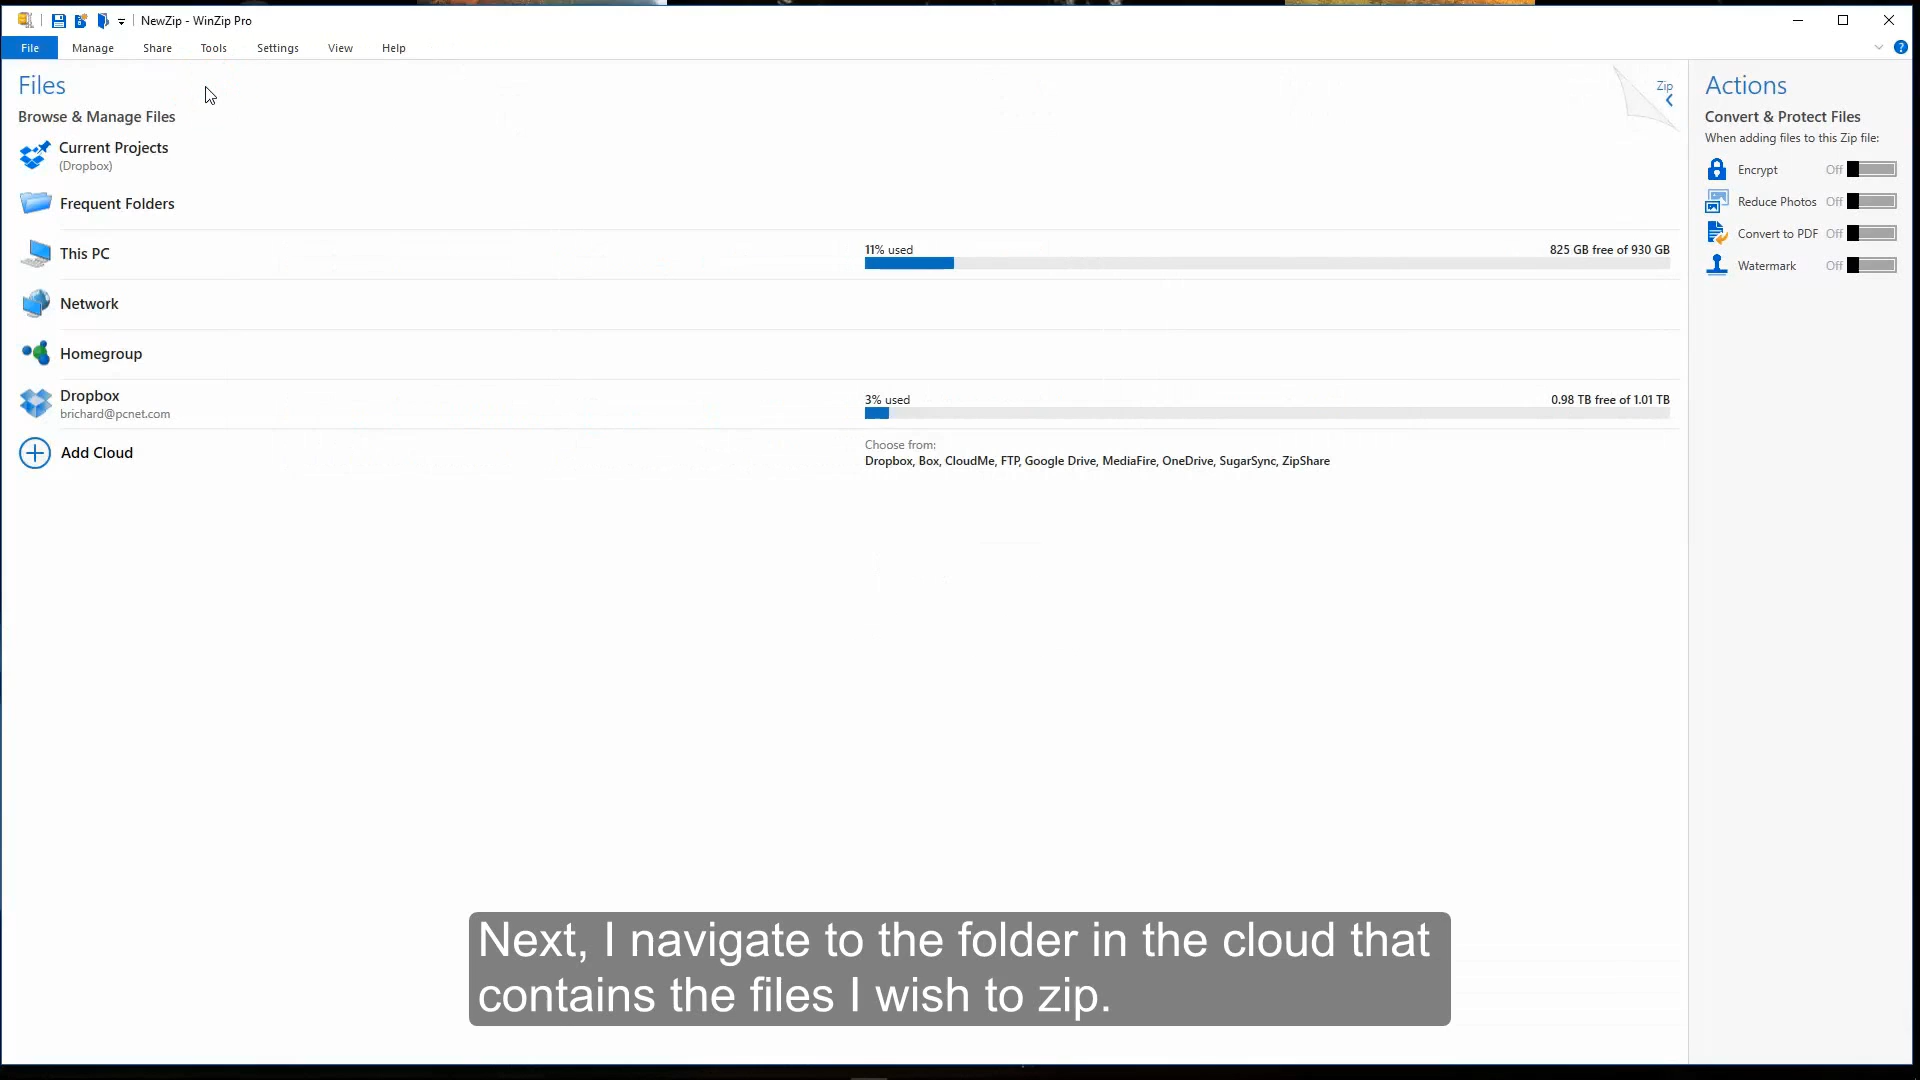 NewZip - WinZip Pro
File Manage Share Tools Settings View Help
Files
Browse & Manage Files
Current Projects
(Dropbox)
Frequent Folders
This PC
11% used 825 GB free of 930 GB
Network
Homegroup
Dropbox
brichard@pcnet.com
3% used 0.98 TB free of 1.01 TB
Add Cloud
Choose from:
Dropbox, Box, CloudMe, FTP, Google Drive, MediaFire, OneDrive, SugarSync, ZipShare
Zip
Actions
Convert & Protect Files
When adding files to this Zip file:
Encrypt Off
Reduce Photos Off
Convert to PDF Off
Watermark Off
Next, I navigate to the folder in the cloud that
contains the files I wish to zip.